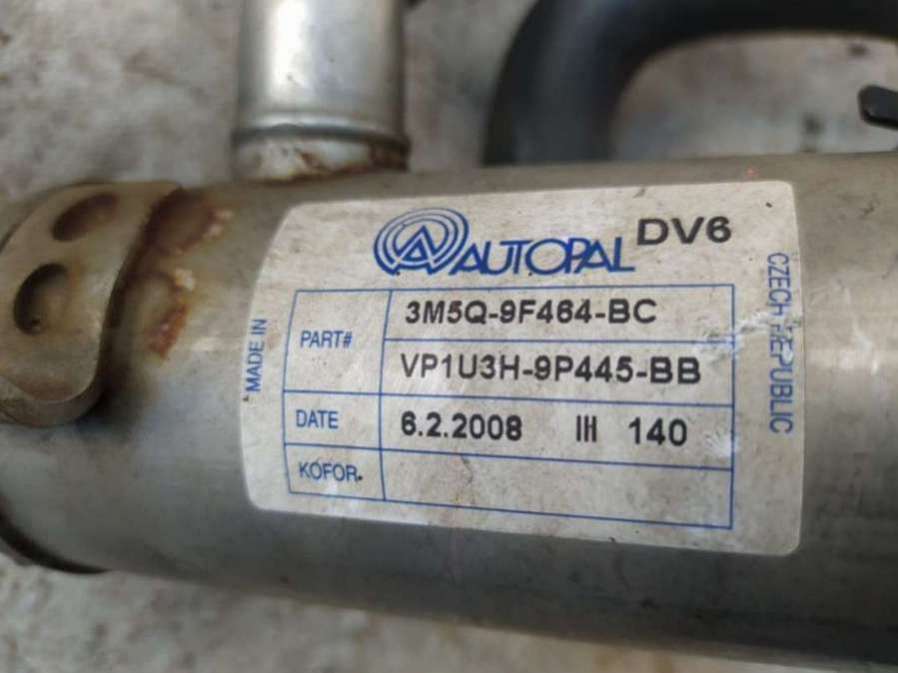 AUTOPAL DV6
MADE IN
PART# 3M5Q-9F464-BC
VP1U3H-9P445-BB
DATE 6.2.2008 IH 140
KOFOR.
CZECH REPUBLIC